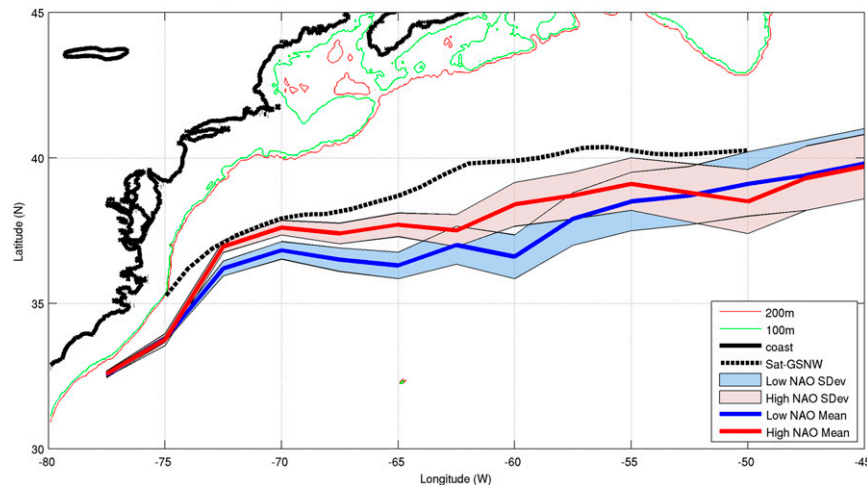 45
40
35
30
Latitude (N)
-80
-75
-70
-65
-60
-55
-50
-45
Longitude (W)
200m
100m
coast
Sat-GSNW
Low NAO SDev
High NAO SDev
Low NAO Mean
High NAO Mean